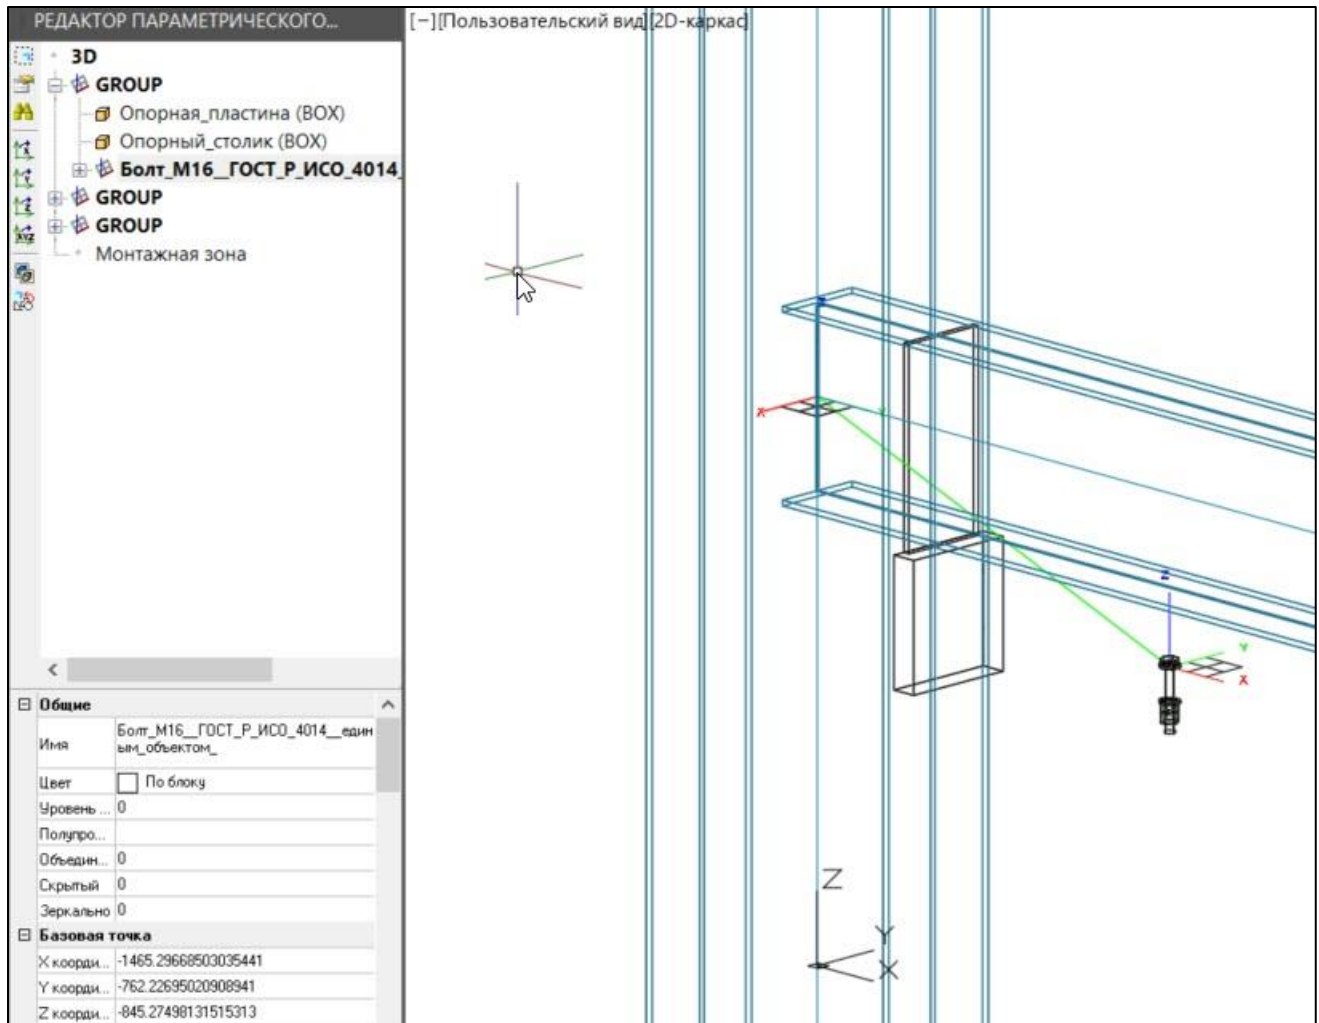 РЕДАКТОР ПАРАМЕТРИЧЕСКОГО...
[−][Пользовательский вид][2D-каркас]
3D
GROUP
Опорная_пластина (BOX)
Опорный_столик (BOX)
Болт_М16__ГОСТ_Р_ИСО_4014_
GROUP
GROUP
Монтажная зона
X
Y
Z
Z
Y
X
Общие
Имя Болт_М16__ГОСТ_Р_ИСО_4014__един
ым_объектом_
Цвет По блоку
Уровень ... 0
Полупро...
Объедин... 0
Скрытый 0
Зеркально 0
Базовая точка
X коорди... -1465.29668503035441
Y коорди... -762.22695020908941
Z коорди... -845.27498131515313
Z
Y
X